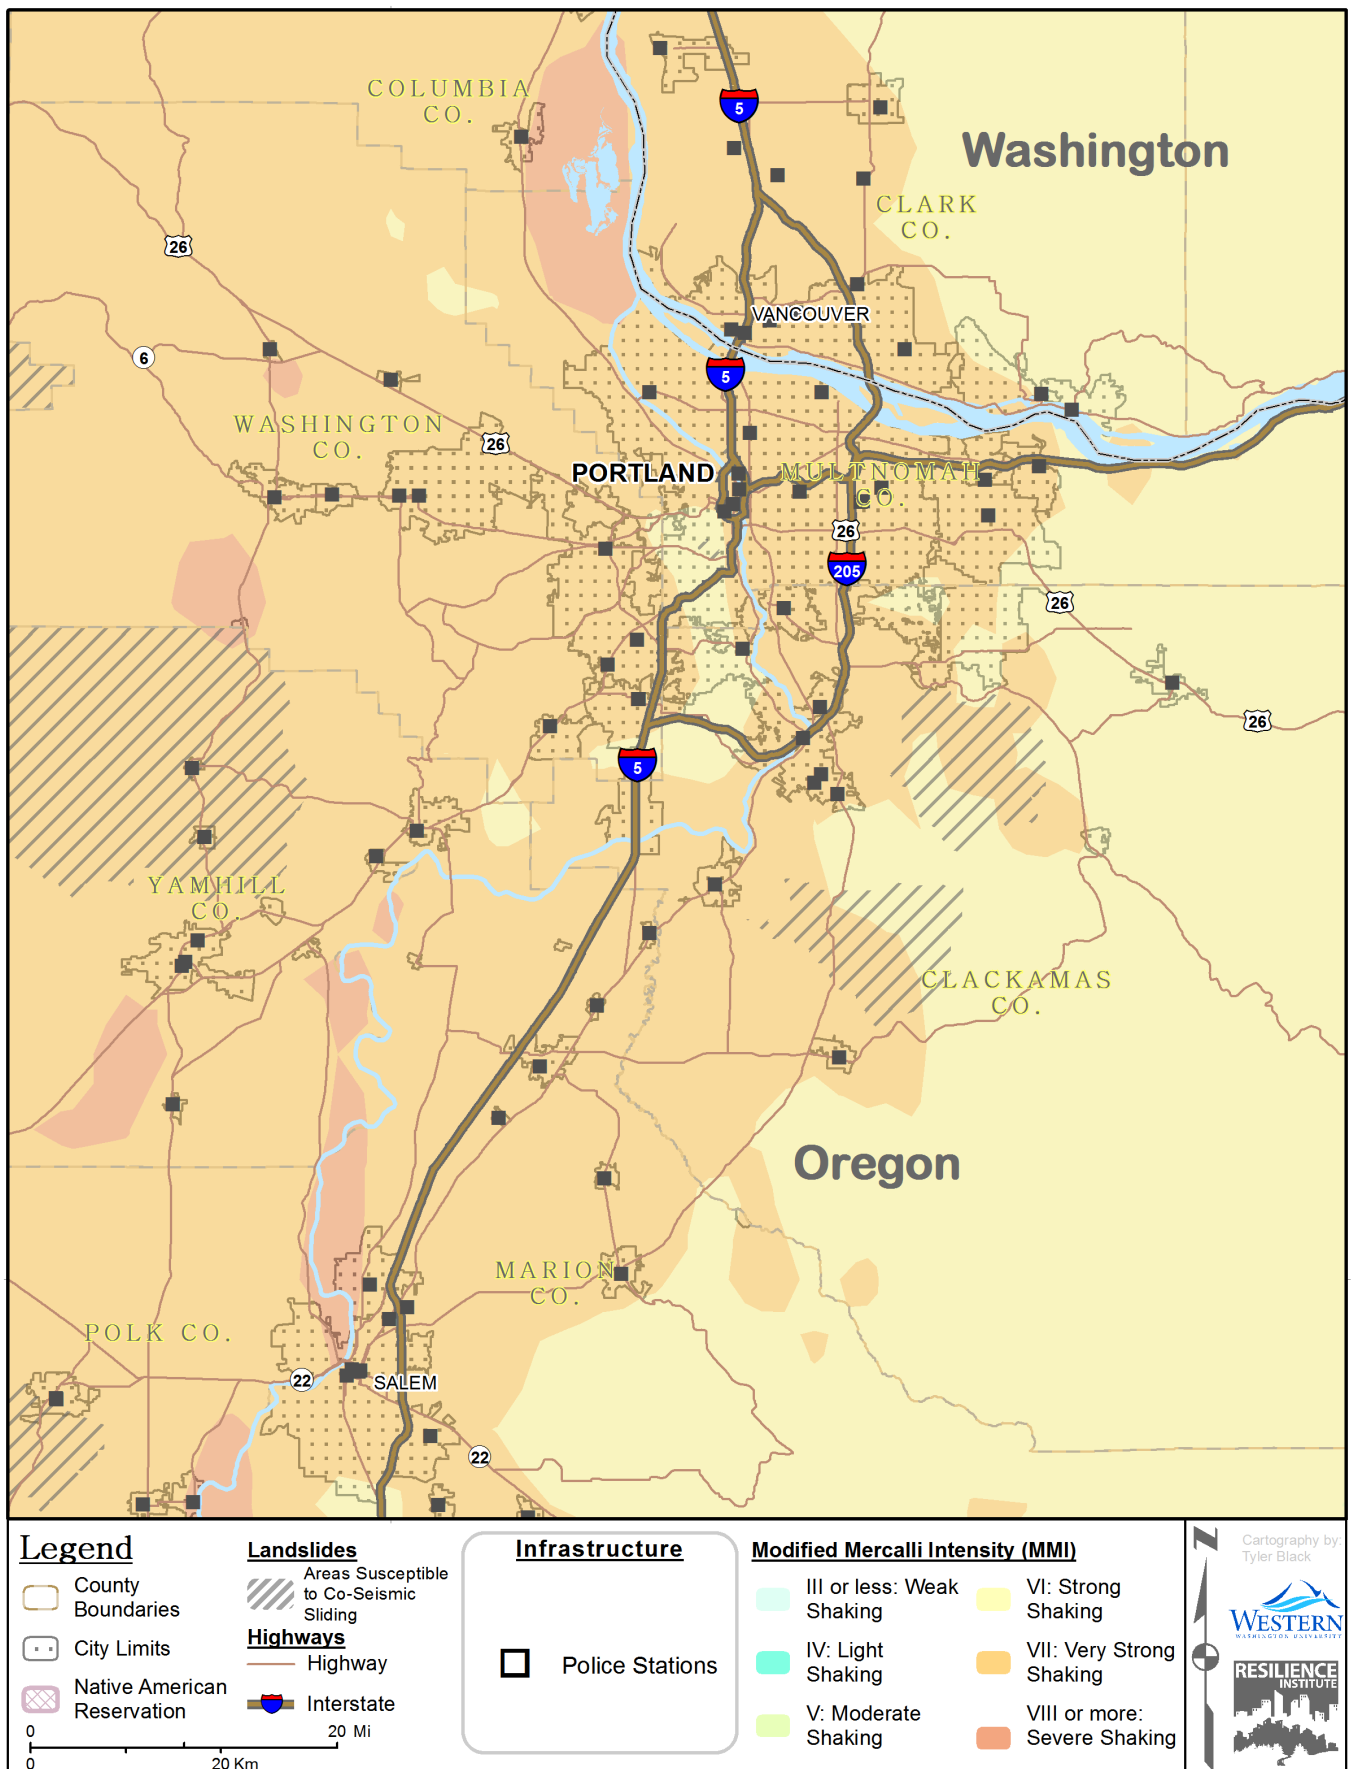 COLUMBIA
CO.
5
Washington
CLARK
CO.
26
VANCOUVER
6
5
WASHINGTON
CO.
26
PORTLAND
MULTNOMAH
CO.
26
205
26
26
5
YAMHILL
CO.
CLACKAMAS
CO.
Oregon
MARION
CO.
POLK CO.
22
SALEM
22
Legend
County
Boundaries
City Limits
Native American
Reservation
0
20 Mi
0
20 Km
Landslides
Areas Susceptible
to Co-Seismic
Sliding
Highways
Highway
Interstate
Infrastructure
Police Stations
Modified Mercalli Intensity (MMI)
III or less: Weak
Shaking
IV: Light
Shaking
V: Moderate
Shaking
VI: Strong
Shaking
VII: Very Strong
Shaking
VIII or more:
Severe Shaking
N
Cartography by:
Tyler Black
WESTERN
WASHINGTON UNIVERSITY
RESILIENCE
INSTITUTE